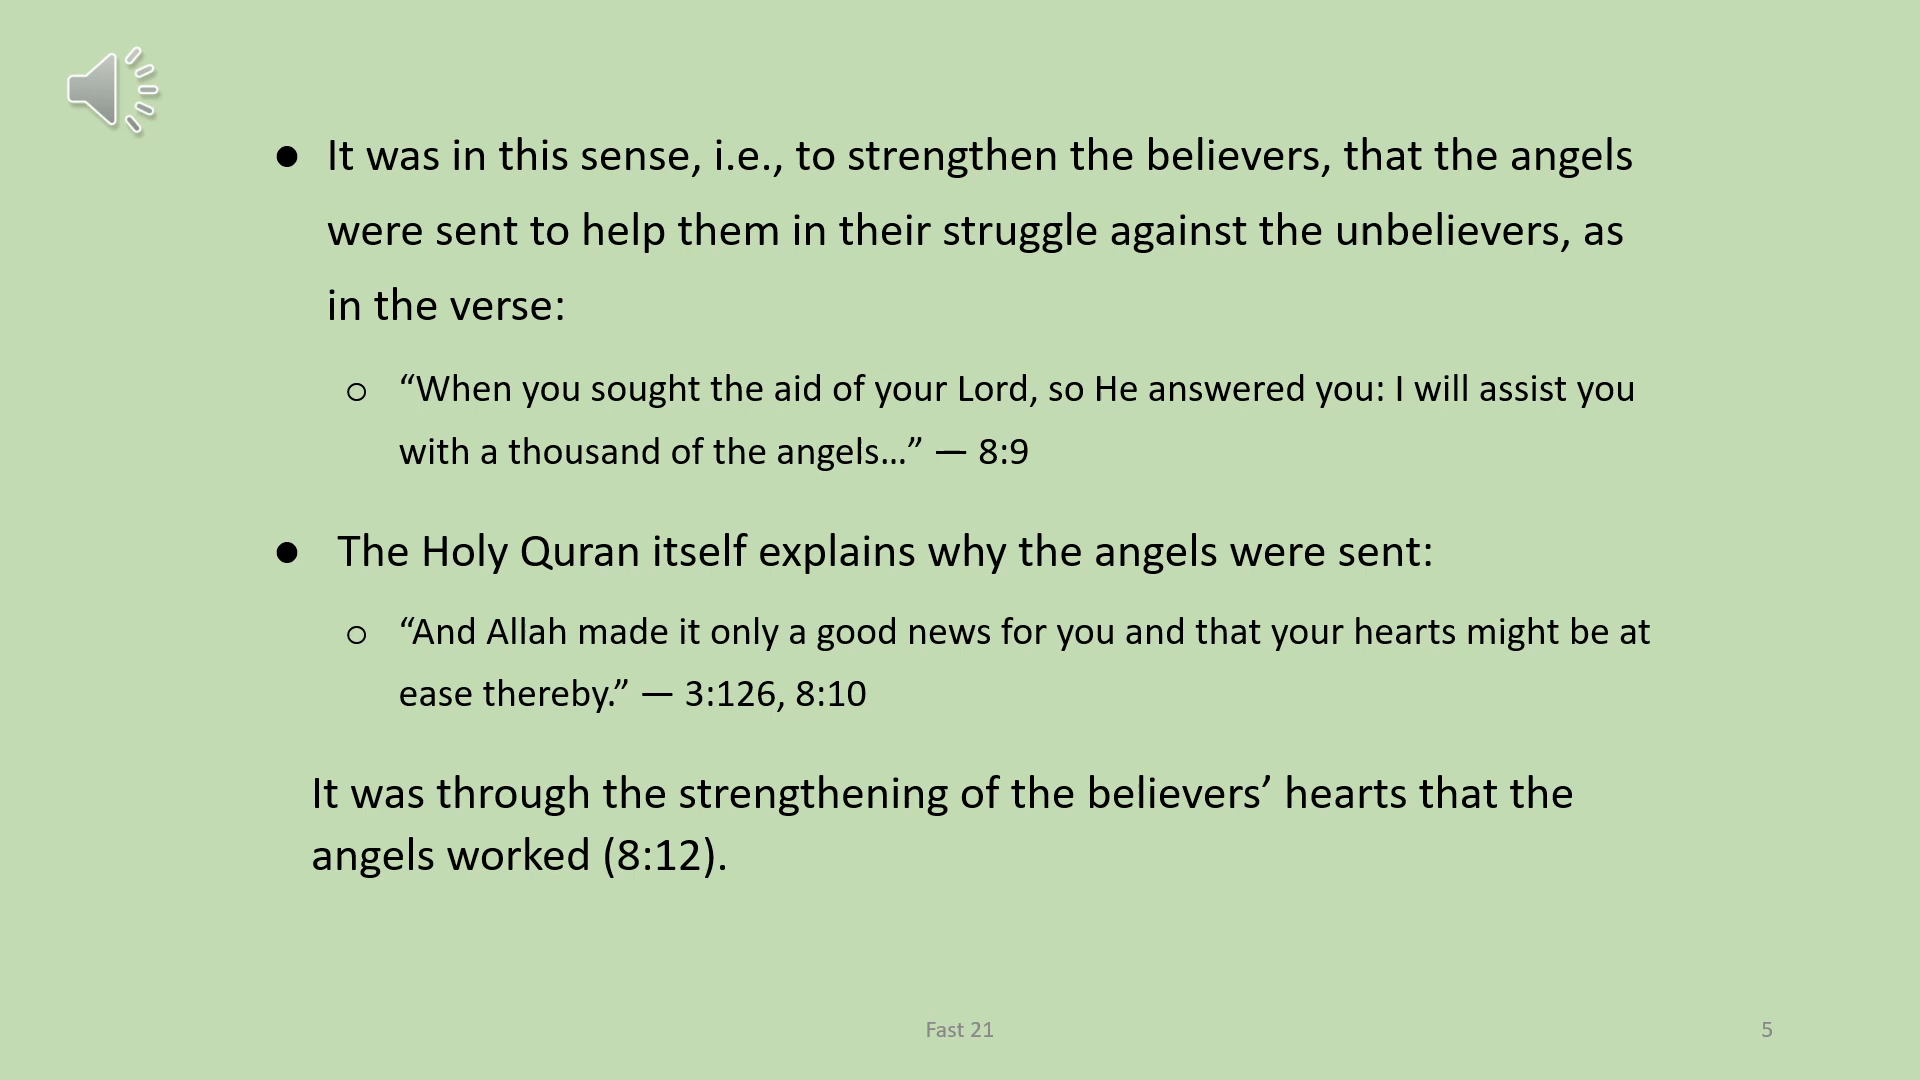 ● It was in this sense, i.e., to strengthen the believers, that the angels
were sent to help them in their struggle against the unbelievers, as
in the verse:
○ “When you sought the aid of your Lord, so He answered you: I will assist you
with a thousand of the angels…” — 8:9
● The Holy Quran itself explains why the angels were sent:
○ “And Allah made it only a good news for you and that your hearts might be at
ease thereby.” — 3:126, 8:10
It was through the strengthening of the believers’ hearts that the
angels worked (8:12).
Fast 21
5